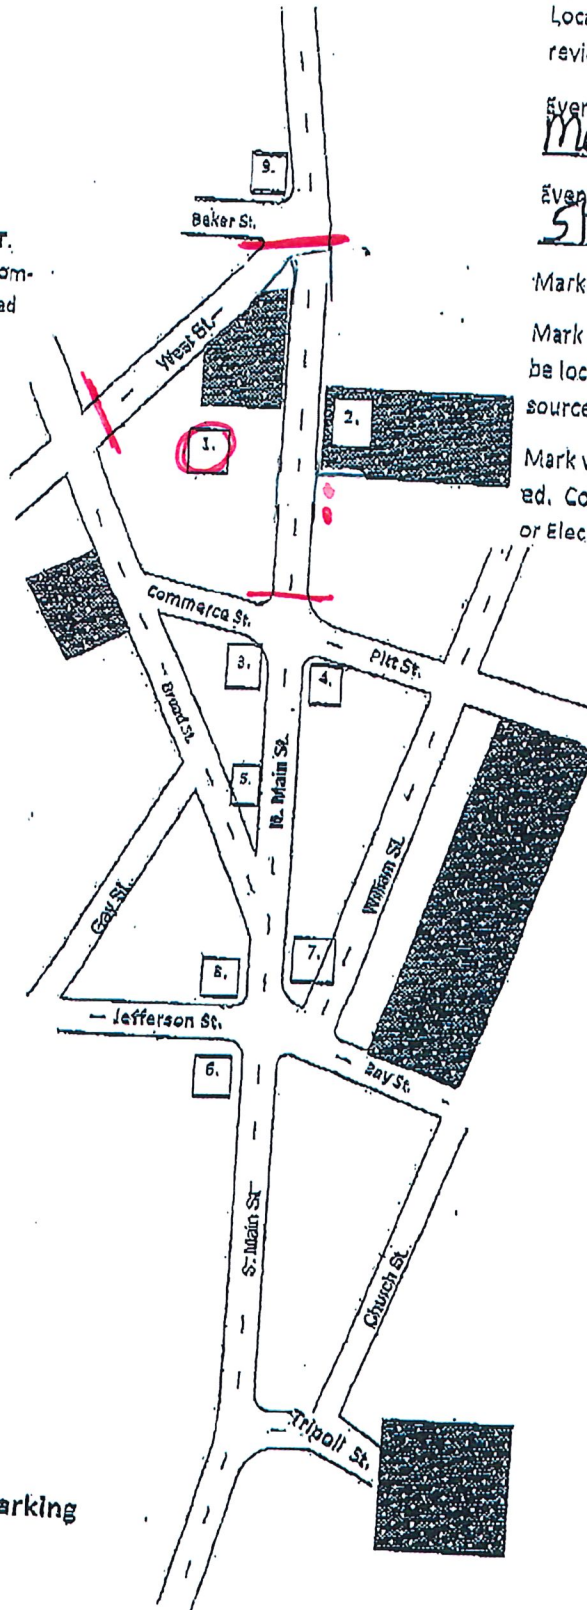 Loca
revi
Even
Even
Mark
Mark
be loc
source
Mark v
ed. Co
or Elec
T.
om-
ad
9.
Baker St.
West St.
1.
2.
Commerce St.
Pitt St.
3.
4.
Broad St.
5.
N. Main St.
William St.
Gay St.
7.
8.
Jefferson St.
Bay St.
6.
S. Main St
Church St.
Tripoli St.
arking